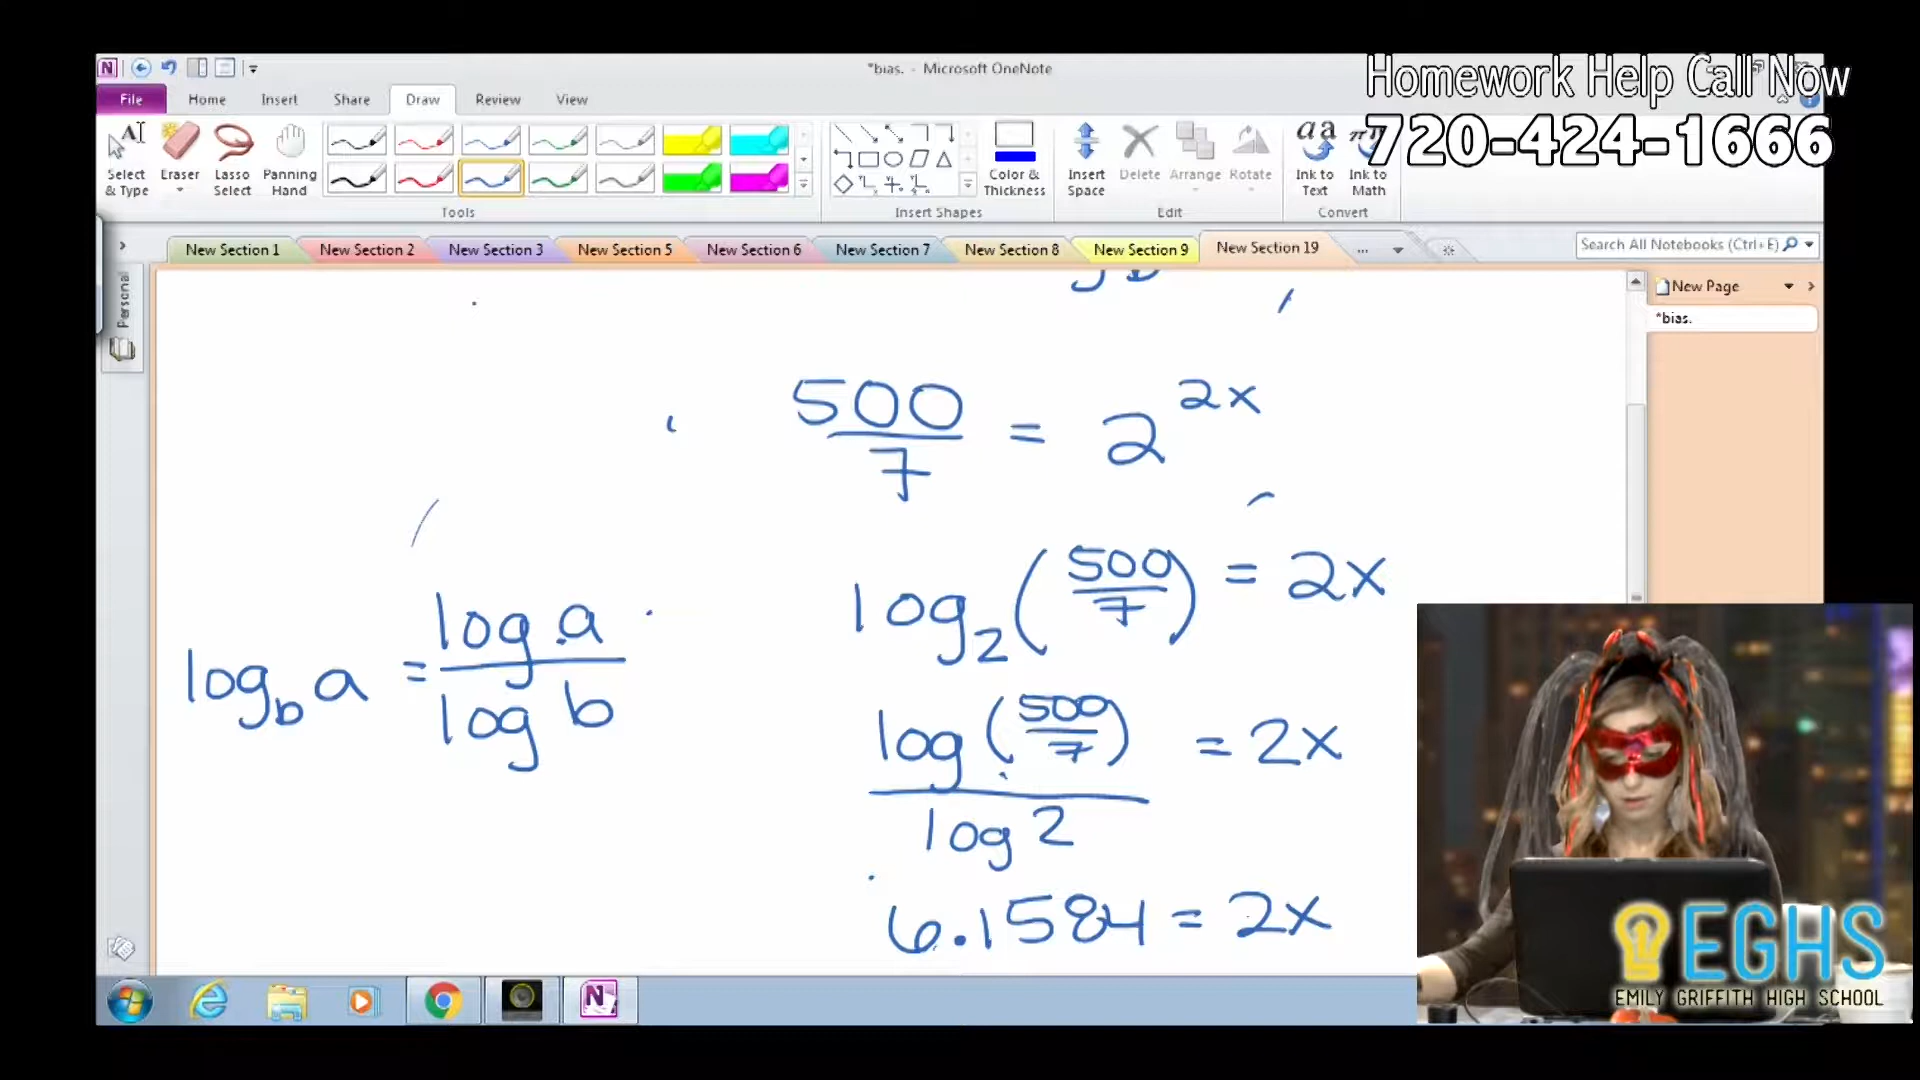 *bias. - Microsoft OneNote
Homework Help Call Now
720-424-1666
File Home Insert Share Draw Review View
Select & Type
Eraser
Lasso Select
Panning Hand
Color & Thickness
Insert Space
Delete
Arrange
Rotate
Ink to Text
Ink to Math
Tools
Insert Shapes
Edit
Convert
New Section 1 New Section 2 New Section 3 New Section 5 New Section 6 New Section 7 New Section 8 New Section 9 New Section 19 ...
Search All Notebooks (Ctrl+E)
Personal
New Page
*bias.
500/7 = 2^2x
log_2 (500/7) = 2x
log_b a = log a / log b
log (500/7) / log 2 = 2x
6.1584 = 2x
EGHS
EMILY GRIFFITH HIGH SCHOOL